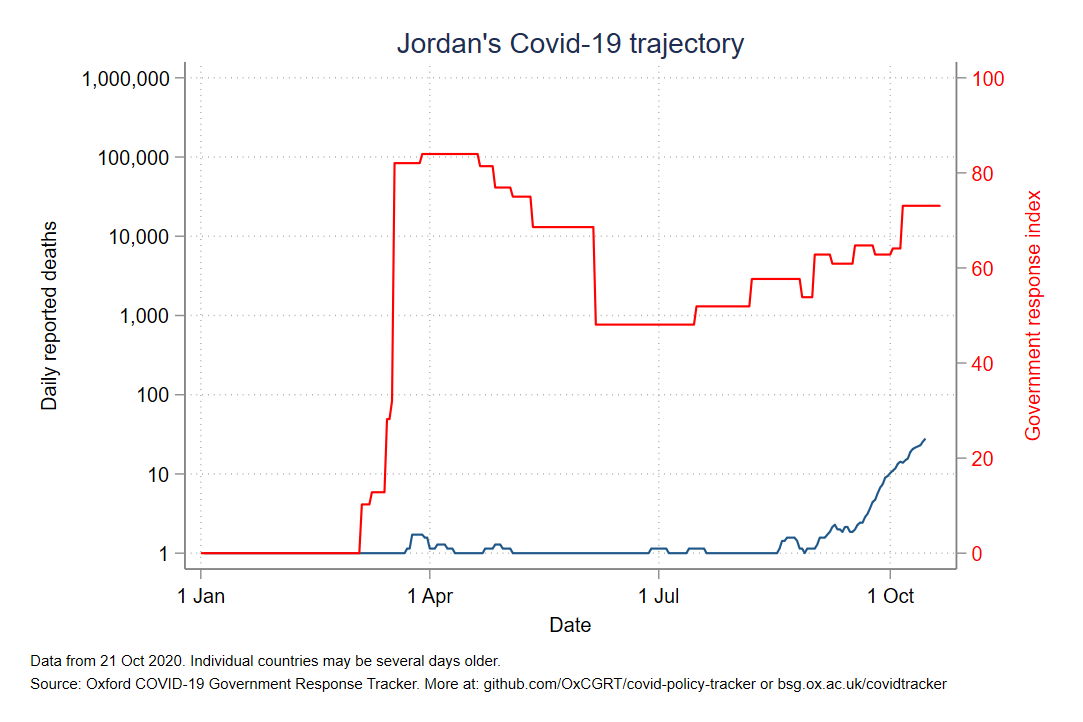 Jordan's Covid-19 trajectory
1,000,000
100,000
10,000
1,000
100
10
1
Daily reported deaths
100
80
60
40
20
0
Government response index
1 Jan
1 Apr
1 Jul
1 Oct
Date
Data from 21 Oct 2020. Individual countries may be several days older.
Source: Oxford COVID-19 Government Response Tracker. More at: github.com/OxCGRT/covid-policy-tracker or bsg.ox.ac.uk/covidtracker